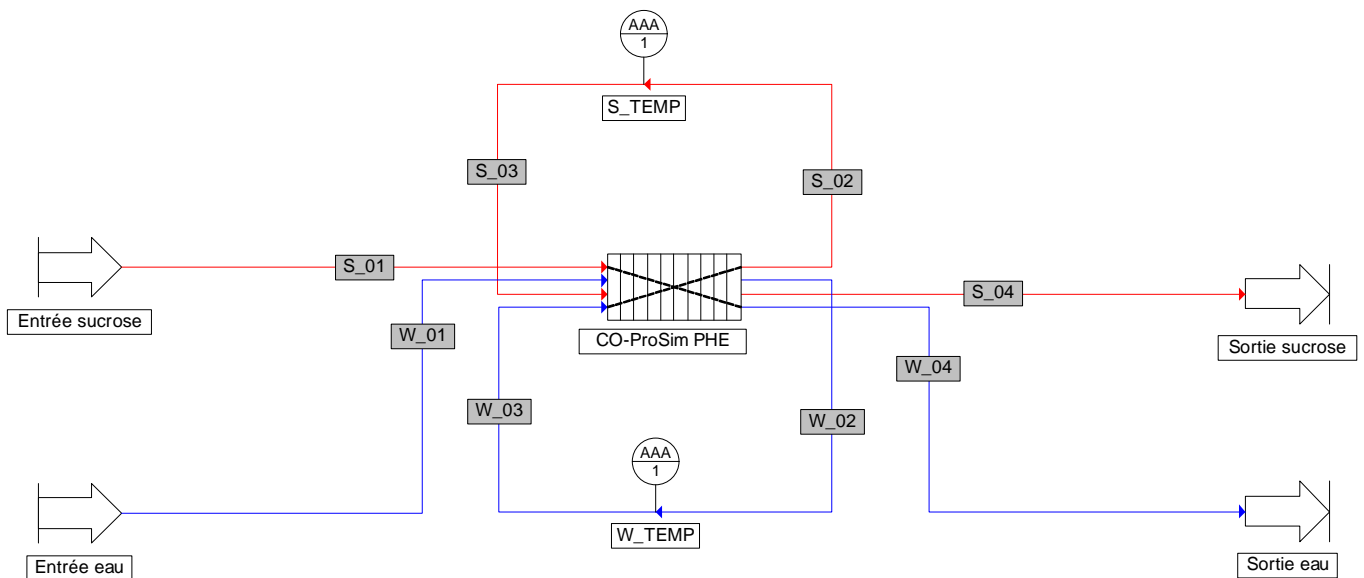 AAA
1
S_TEMP
S_03
S_02
S_01
S_04
Entrée sucrose
CO-ProSim PHE
Sortie sucrose
W_01
W_04
W_03
W_02
AAA
1
W_TEMP
Entrée eau
Sortie eau